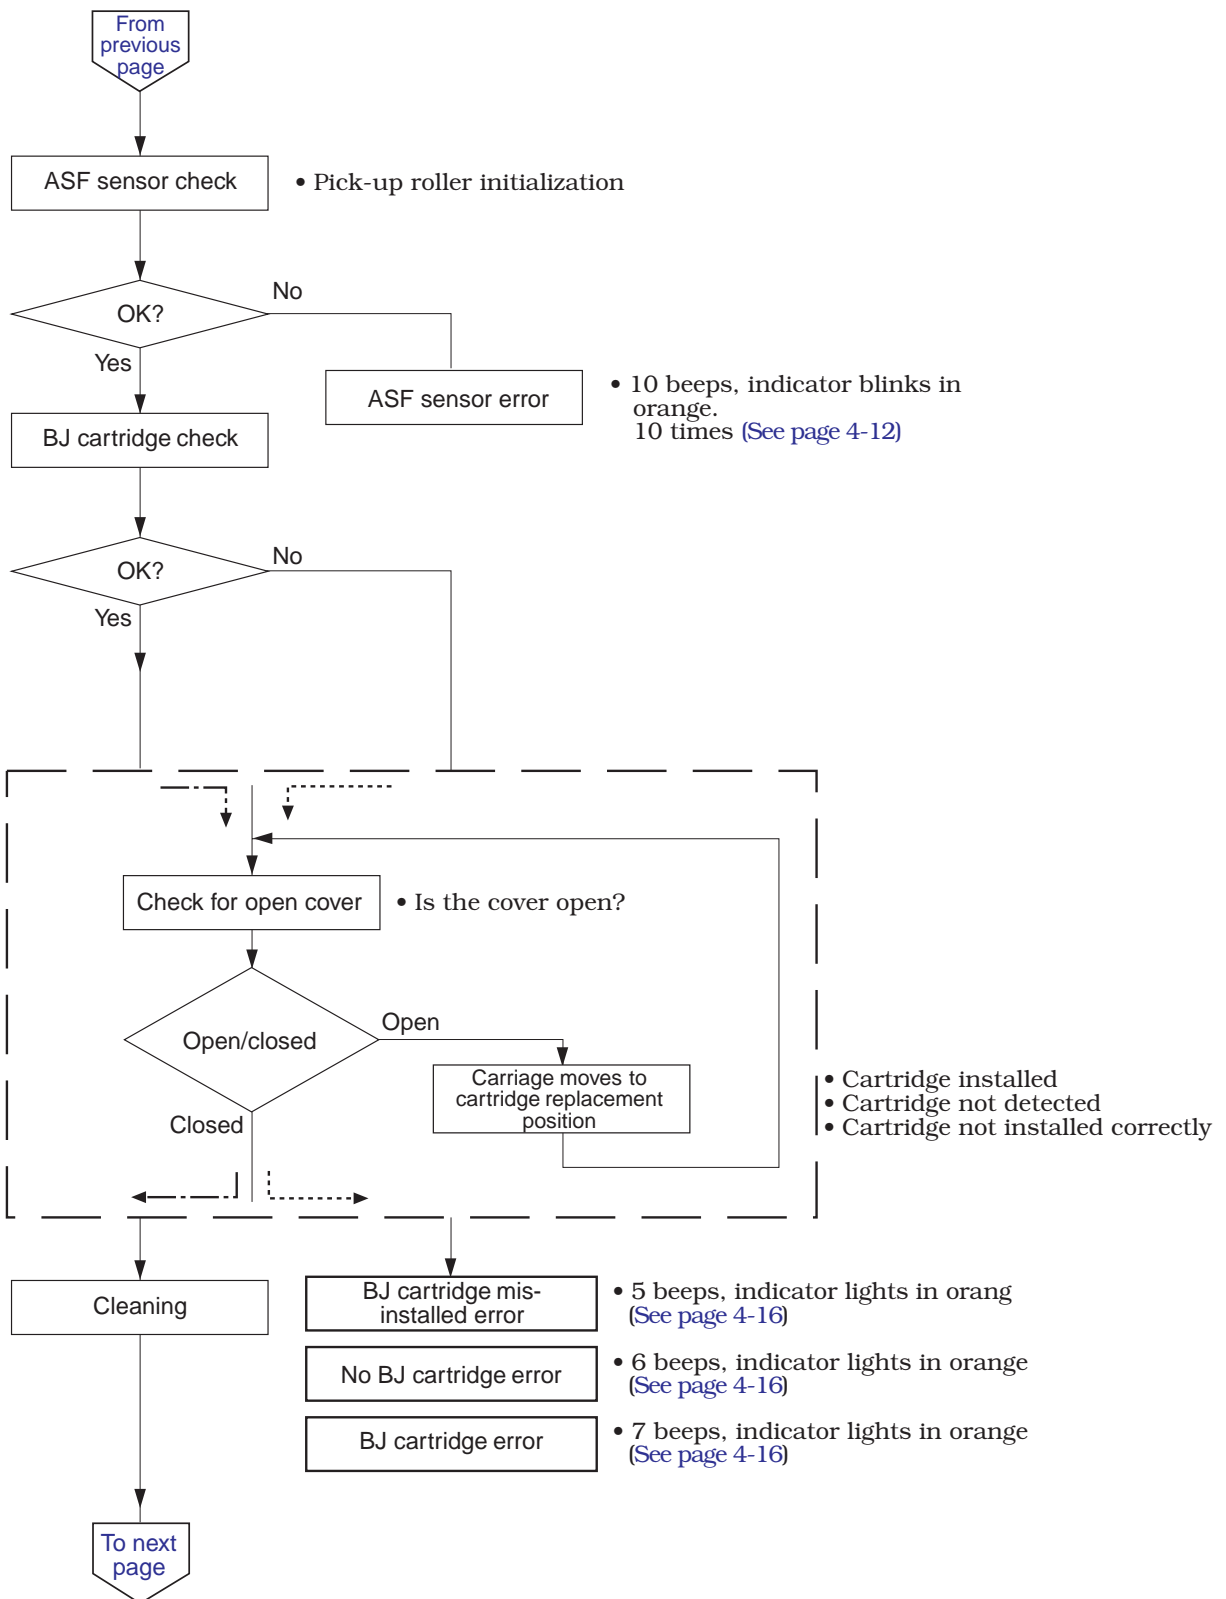 From
previous
page
ASF sensor check
• Pick-up roller initialization
OK?
No
Yes
ASF sensor error
• 10 beeps, indicator blinks in
orange.
10 times (See page 4-12)
BJ cartridge check
OK?
No
Yes
Check for open cover
• Is the cover open?
Open/closed
Open
Carriage moves to
cartridge replacement
position
Closed
• Cartridge installed
• Cartridge not detected
• Cartridge not installed correctly
Cleaning
BJ cartridge mis-
installed error
• 5 beeps, indicator lights in orang
(See page 4-16)
No BJ cartridge error
• 6 beeps, indicator lights in orange
(See page 4-16)
BJ cartridge error
• 7 beeps, indicator lights in orange
(See page 4-16)
To next
page